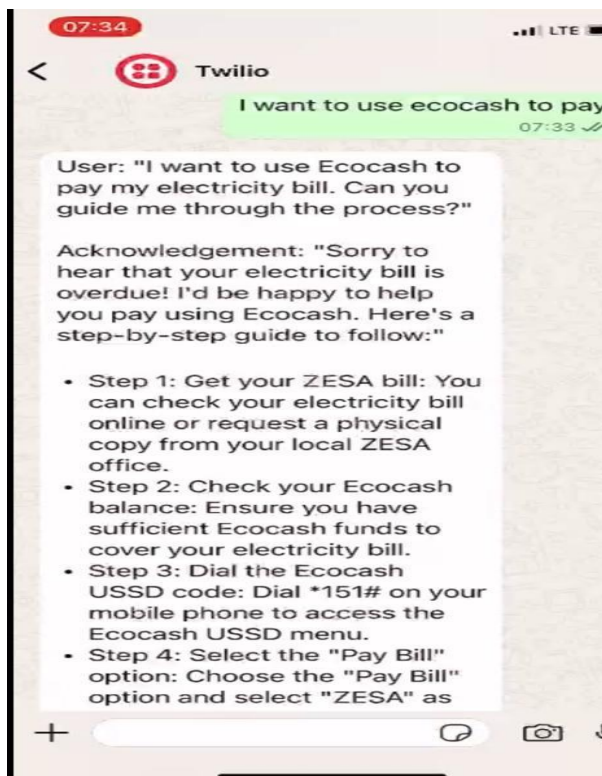 07:34
LTE
Twilio
I want to use ecocash to pay
07:33
User: "I want to use Ecocash to
pay my electricity bill. Can you
guide me through the process?"
Acknowledgement: "Sorry to
hear that your electricity bill is
overdue! I'd be happy to help
you pay using Ecocash. Here's a
step-by-step guide to follow:"
• Step 1: Get your ZESA bill: You
can check your electricity bill
online or request a physical
copy from your local ZESA
office.
• Step 2: Check your Ecocash
balance: Ensure you have
sufficient Ecocash funds to
cover your electricity bill.
• Step 3: Dial the Ecocash
USSD code: Dial *151# on your
mobile phone to access the
Ecocash USSD menu.
• Step 4: Select the "Pay Bill"
option: Choose the "Pay Bill"
option and select "ZESA" as